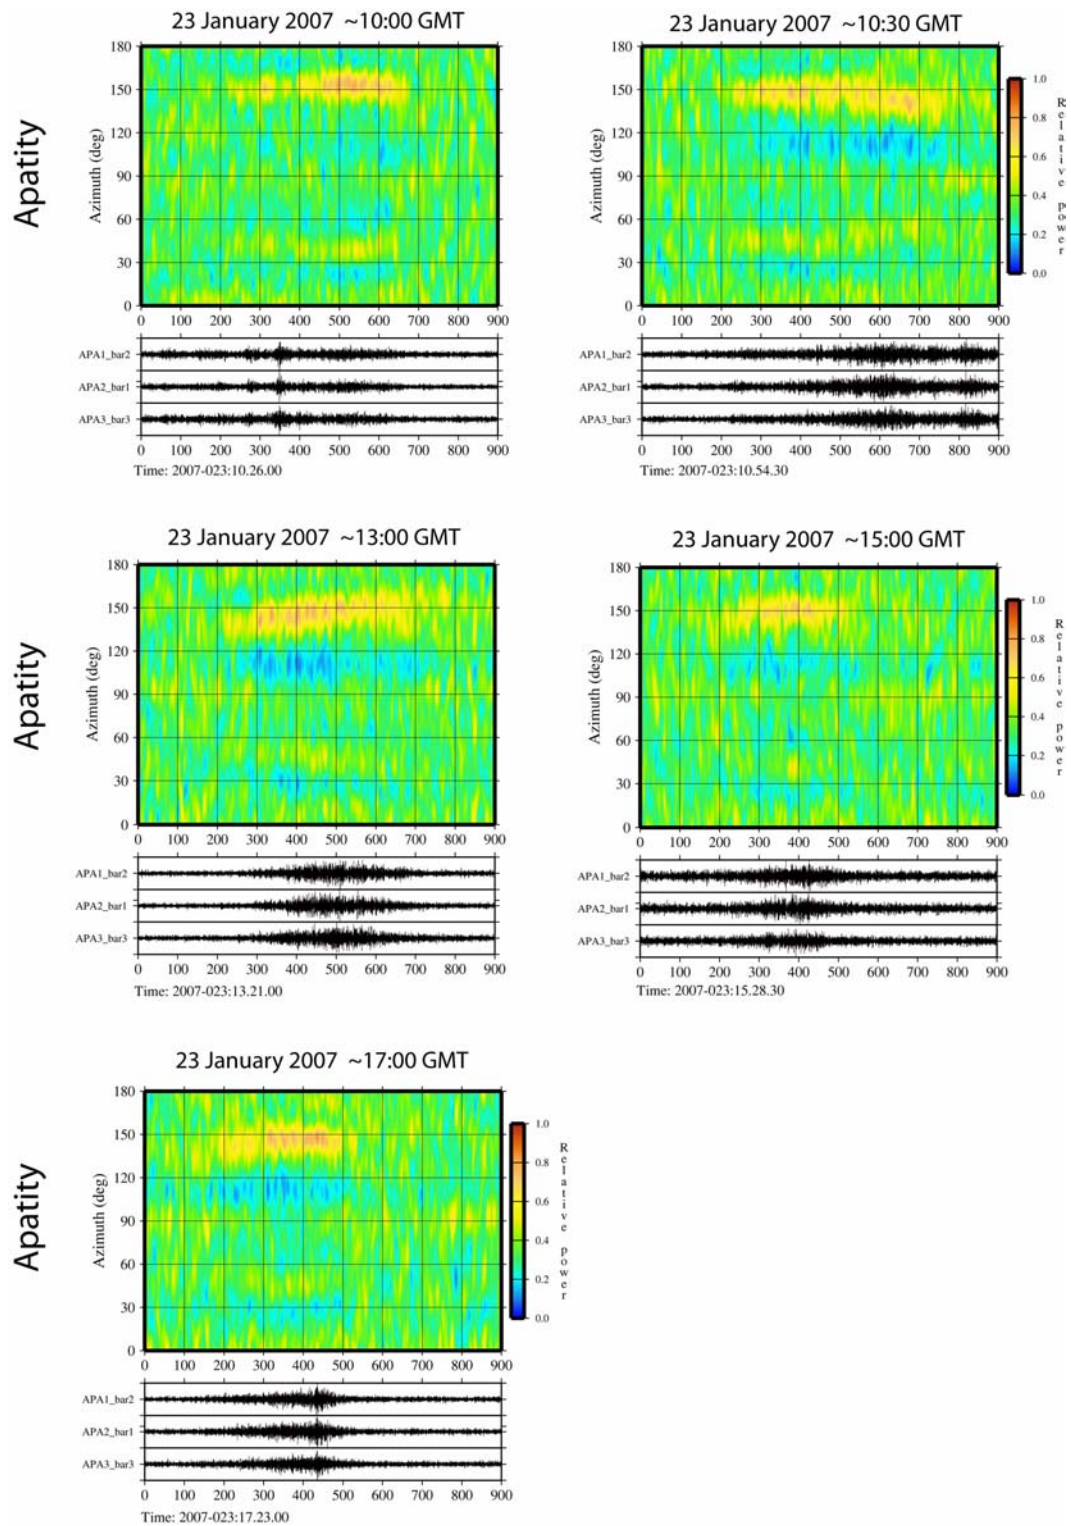 23 January 2007 ~10:00 GMT
Apatity
Azimuth (deg)
180
150
120
90
60
30
0
0 100 200 300 400 500 600 700 800 900
APA1_bar2
APA2_bar1
APA3_bar3
0 100 200 300 400 500 600 700 800 900
Time: 2007-023:10.26.00
23 January 2007 ~10:30 GMT
Azimuth (deg)
180
150
120
90
60
30
0
0 100 200 300 400 500 600 700 800 900
1.0
0.8
0.6
0.4
0.2
0.0
Relative power
APA1_bar2
APA2_bar1
APA3_bar3
0 100 200 300 400 500 600 700 800 900
Time: 2007-023:10.54.30
23 January 2007 ~13:00 GMT
Apatity
Azimuth (deg)
180
150
120
90
60
30
0
0 100 200 300 400 500 600 700 800 900
APA1_bar2
APA2_bar1
APA3_bar3
0 100 200 300 400 500 600 700 800 900
Time: 2007-023:13.21.00
23 January 2007 ~15:00 GMT
Azimuth (deg)
180
150
120
90
60
30
0
0 100 200 300 400 500 600 700 800 900
1.0
0.8
0.6
0.4
0.2
0.0
Relative power
APA1_bar2
APA2_bar1
APA3_bar3
0 100 200 300 400 500 600 700 800 900
Time: 2007-023:15.28.30
23 January 2007 ~17:00 GMT
Apatity
Azimuth (deg)
180
150
120
90
60
30
0
0 100 200 300 400 500 600 700 800 900
1.0
0.8
0.6
0.4
0.2
0.0
Relative power
APA1_bar2
APA2_bar1
APA3_bar3
0 100 200 300 400 500 600 700 800 900
Time: 2007-023:17.23.00